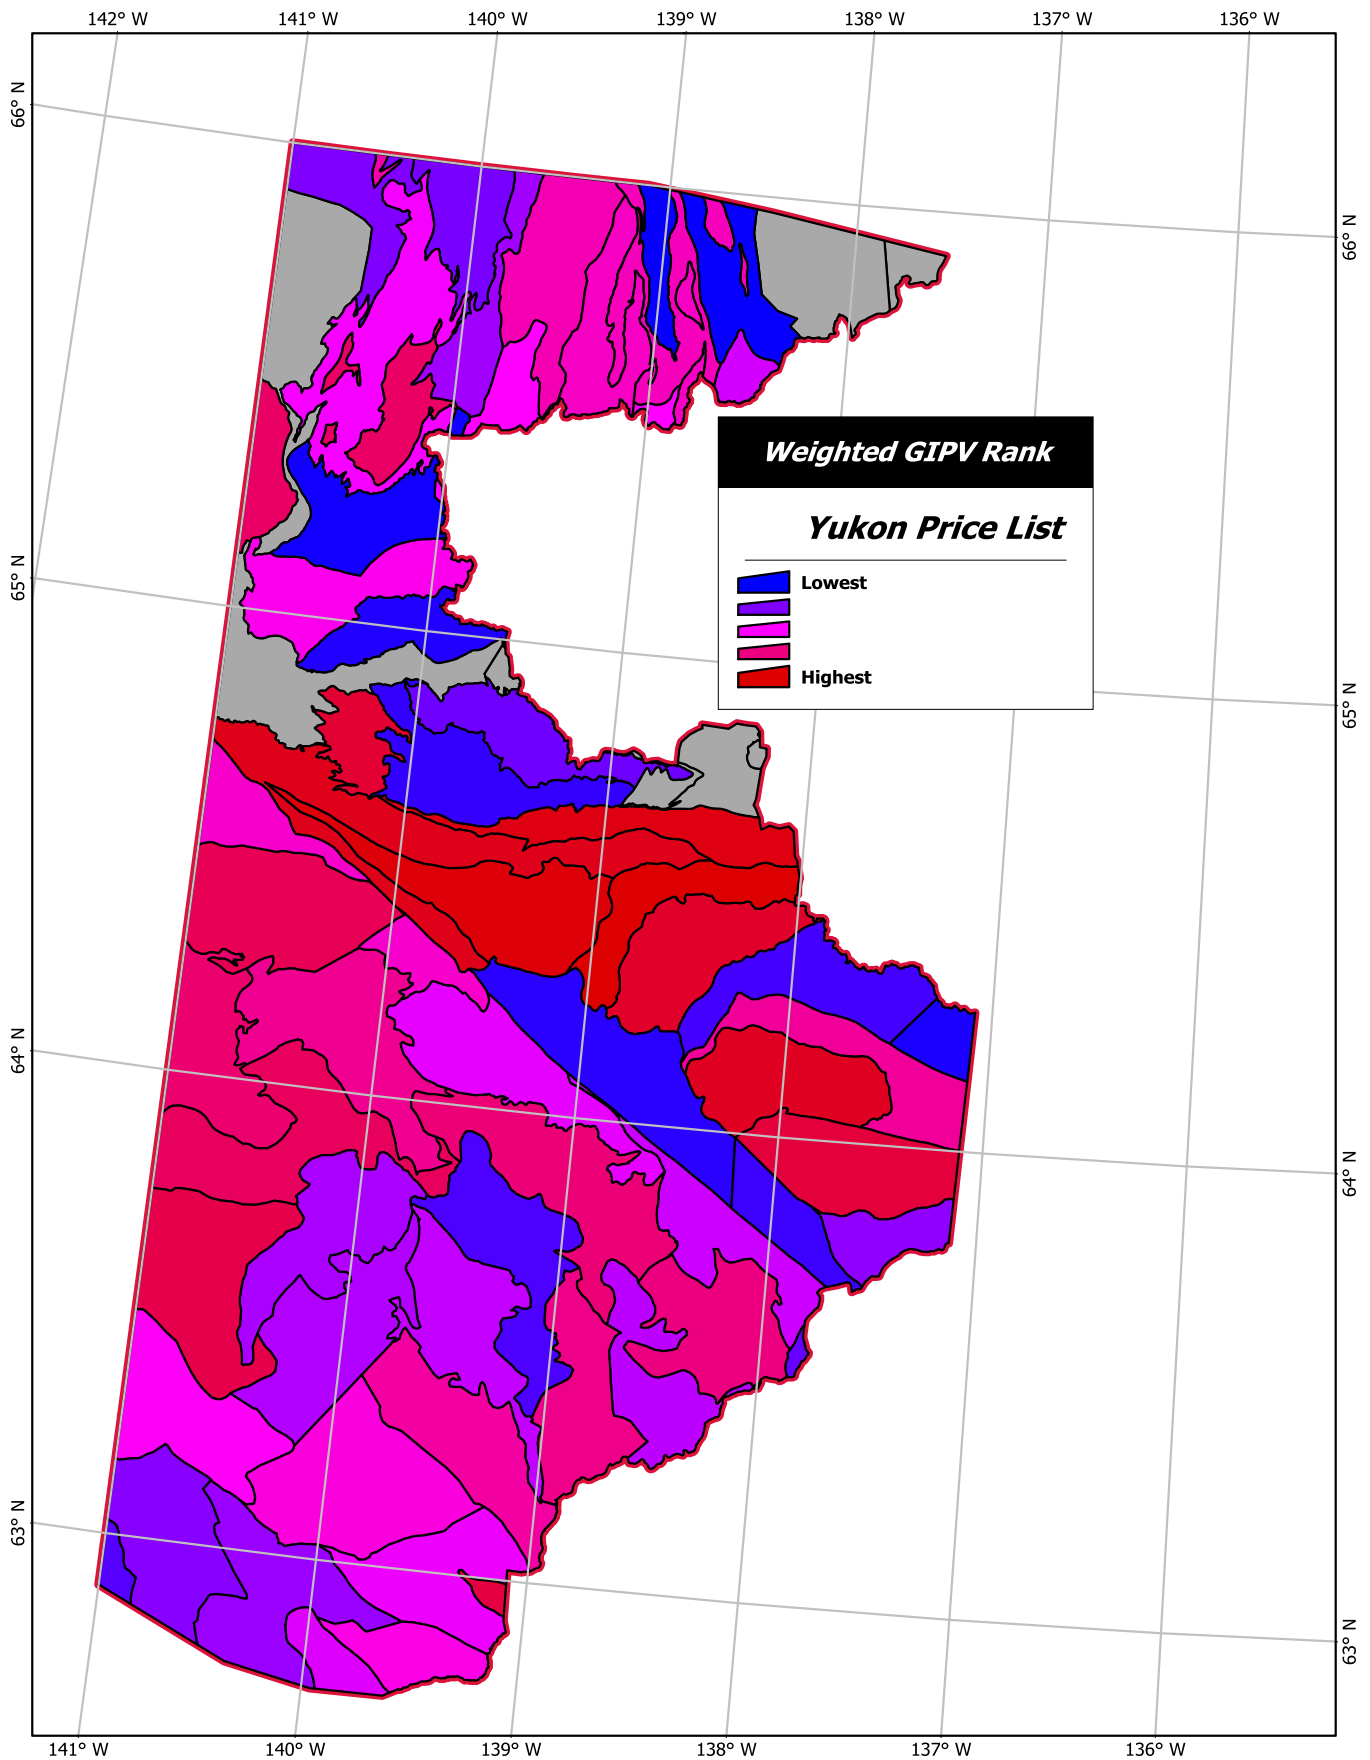 142° W 141° W 140° W 139° W 138° W 137° W 136° W
66° N
66° N
Weighted GIPV Rank
Yukon Price List
65° N
Lowest
Highest
65° N
64° N
64° N
63° N
63° N
141° W 140° W 139° W 138° W 137° W 136° W